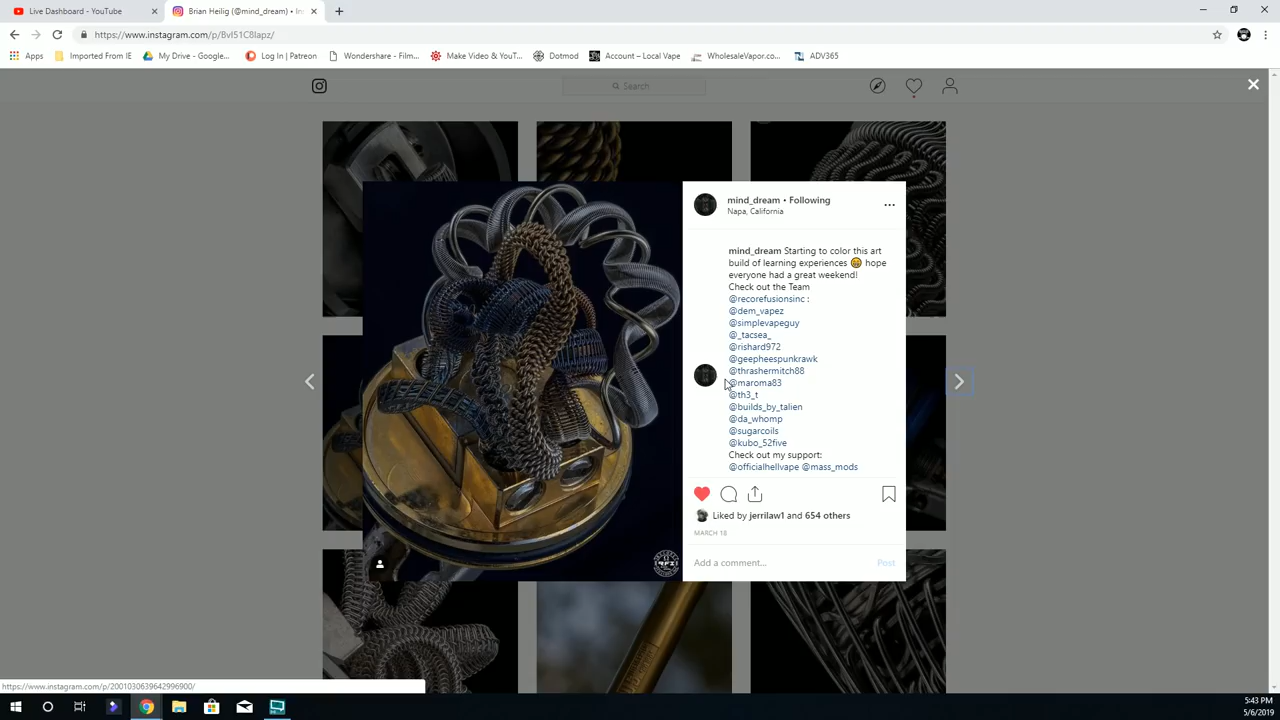 Live Dashboard - YouTube
Brian Heilig (@mind_dream) • Ins
https://www.instagram.com/p/BvI51C8lapz/
Apps
Imported From IE
My Drive - Google...
Log In | Patreon
Wondershare - Film...
Make Video & YouT...
Dotmod
Account – Local Vape
WholesaleVapor.co...
ADV365
Search
mind_dream • Following
Napa, California
mind_dream Starting to color this art
build of learning experiences 😁 hope
everyone had a great weekend!
Check out the Team
@recorefusionsinc :
@dem_vapez
@simplevapeguy
@_tacsea_
@rishard972
@geepheespunkrawk
@thrashermitch88
@maroma83
@th3_t
@builds_by_talien
@da_whomp
@sugarcoils
@kubo_52five
Check out my support:
@officialhellvape @mass_mods
Liked by jerrilaw1 and 654 others
MARCH 18
Add a comment...
Post
https://www.instagram.com/p/2001030639642996900/
5:43 PM
5/6/2019